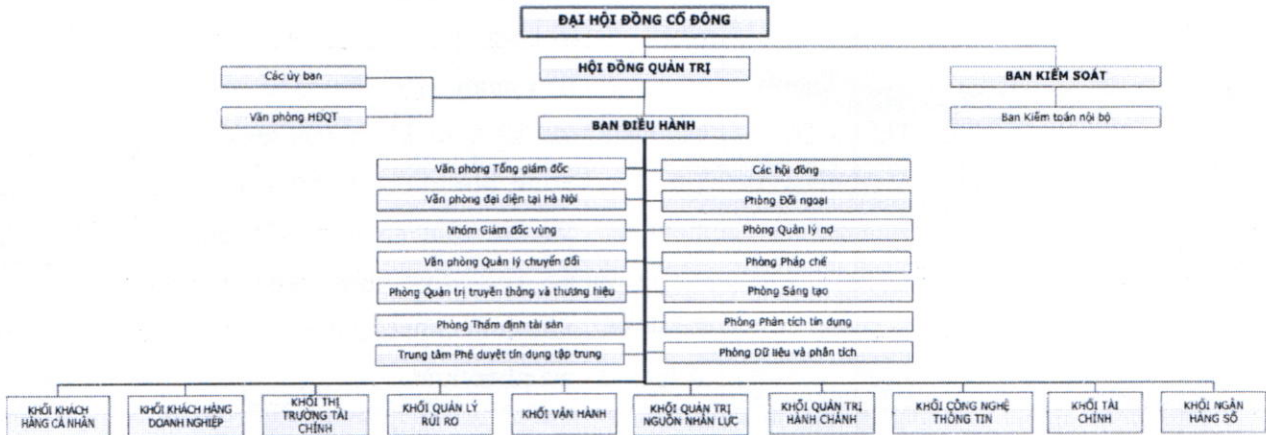 ĐẠI HỘI ĐỒNG CỔ ĐÔNG
HỘI ĐỒNG QUẢN TRỊ
Các ủy ban
Văn phòng HĐQT
BAN KIỂM SOÁT
Ban Kiểm toán nội bộ
BAN ĐIỀU HÀNH
Văn phòng Tổng giám đốc
Các hội đồng
Văn phòng đại diện tại Hà Nội
Phòng Đối ngoại
Nhóm Giám đốc vùng
Phòng Quản lý nợ
Văn phòng Quản lý chuyển đổi
Phòng Pháp chế
Phòng Quản trị truyền thông và thương hiệu
Phòng Sáng tạo
Phòng Thẩm định tài sản
Phòng Phân tích tín dụng
Trung tâm Phê duyệt tín dụng tập trung
Phòng Dữ liệu và phân tích
KHỐI KHÁCH
HÀNG CÁ NHÂN
KHỐI KHÁCH HÀNG
DOANH NGHIỆP
KHỐI THỊ
TRƯỜNG TÀI
CHÍNH
KHỐI QUẢN LÝ
RỦI RO
KHỐI VẬN HÀNH
KHỐI QUẢN TRỊ
NGUỒN NHÂN LỰC
KHỐI QUẢN TRỊ
HÀNH CHÁNH
KHỐI CÔNG NGHỆ
THÔNG TIN
KHỐI TÀI
CHÍNH
KHỐI NGÂN
HÀNG SỐ